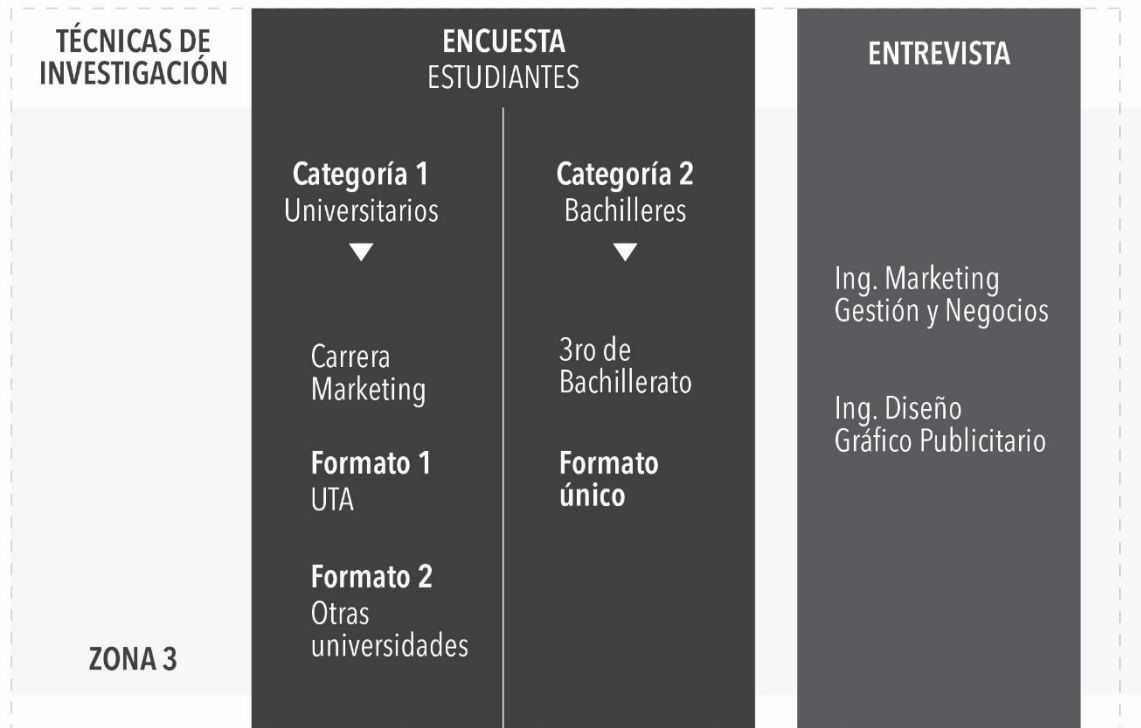 TÉCNICAS DE
INVESTIGACIÓN
ENCUESTA
ESTUDIANTES
Categoría 1
Universitarios
Carrera
Marketing
Formato 1
UTA
Formato 2
Otras
universidades
Categoría 2
Bachilleres
3ro de
Bachillerato
Formato
único
ENTREVISTA
Ing. Marketing
Gestión y Negocios
Ing. Diseño
Gráfico Publicitario
ZONA 3